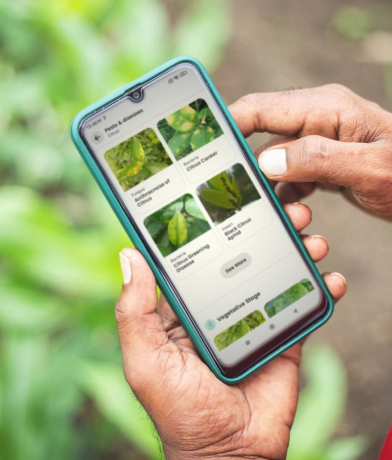 Pests & diseases
Citrus
Fungus
Anthracnose of
Citrus
Bacteria
Citrus Canker
Bacteria
Citrus Greening
Disease
Insect
Black Citrus
Aphid
See More
Vegetative Stage